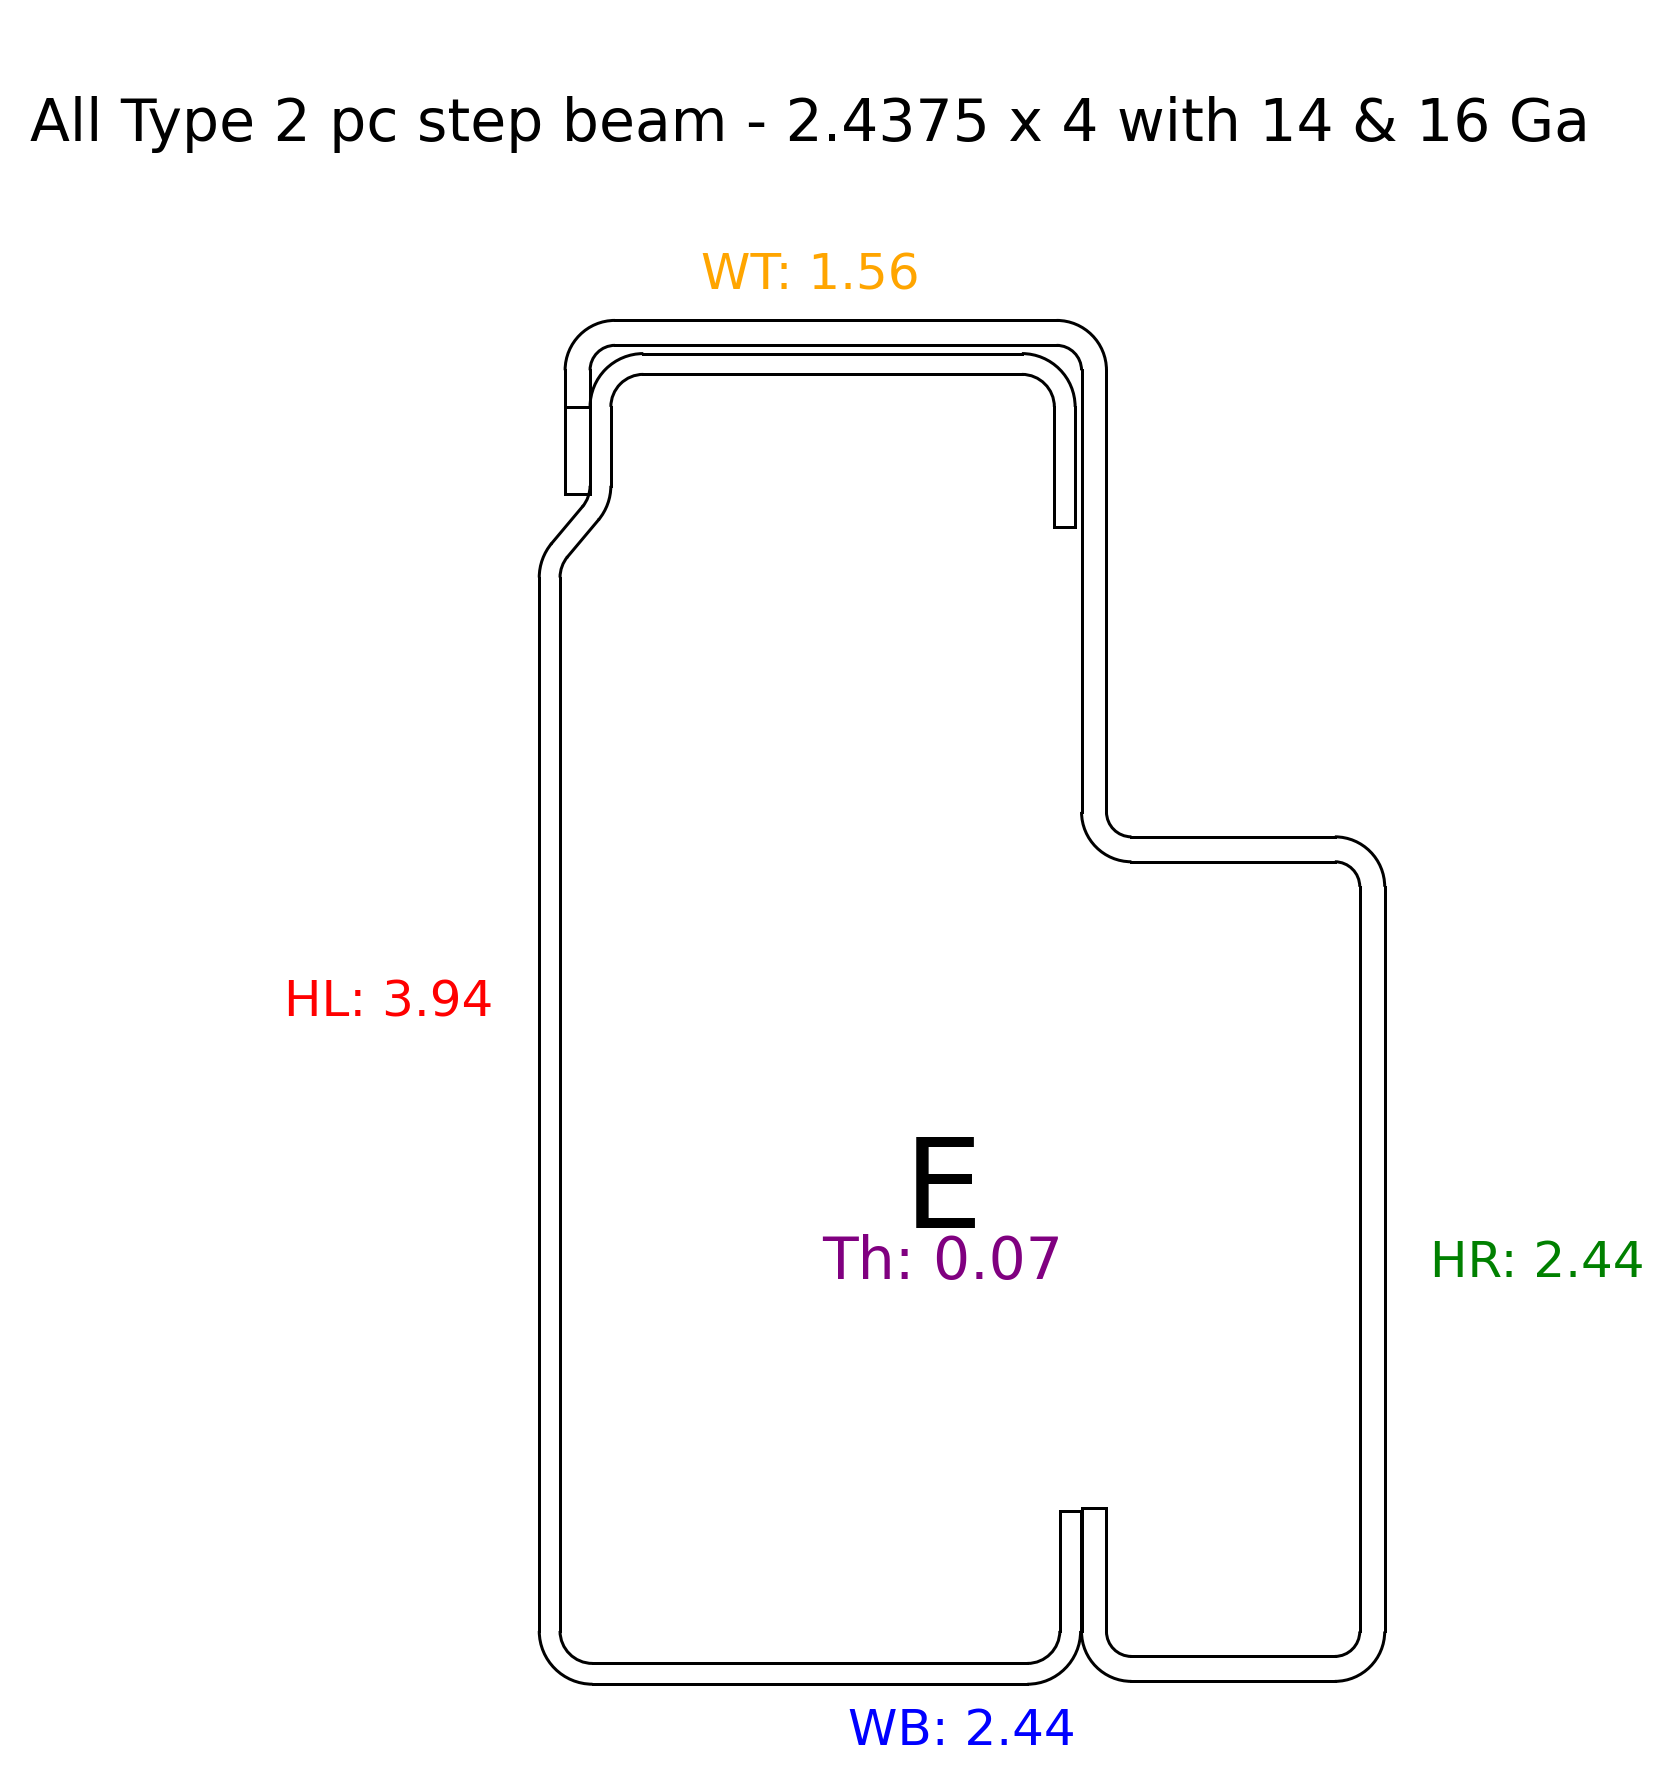 All Type 2 pc step beam - 2.4375 x 4 with 14 & 16 Ga
WT: 1.56
HL: 3.94
E
Th: 0.07
HR: 2.44
WB: 2.44